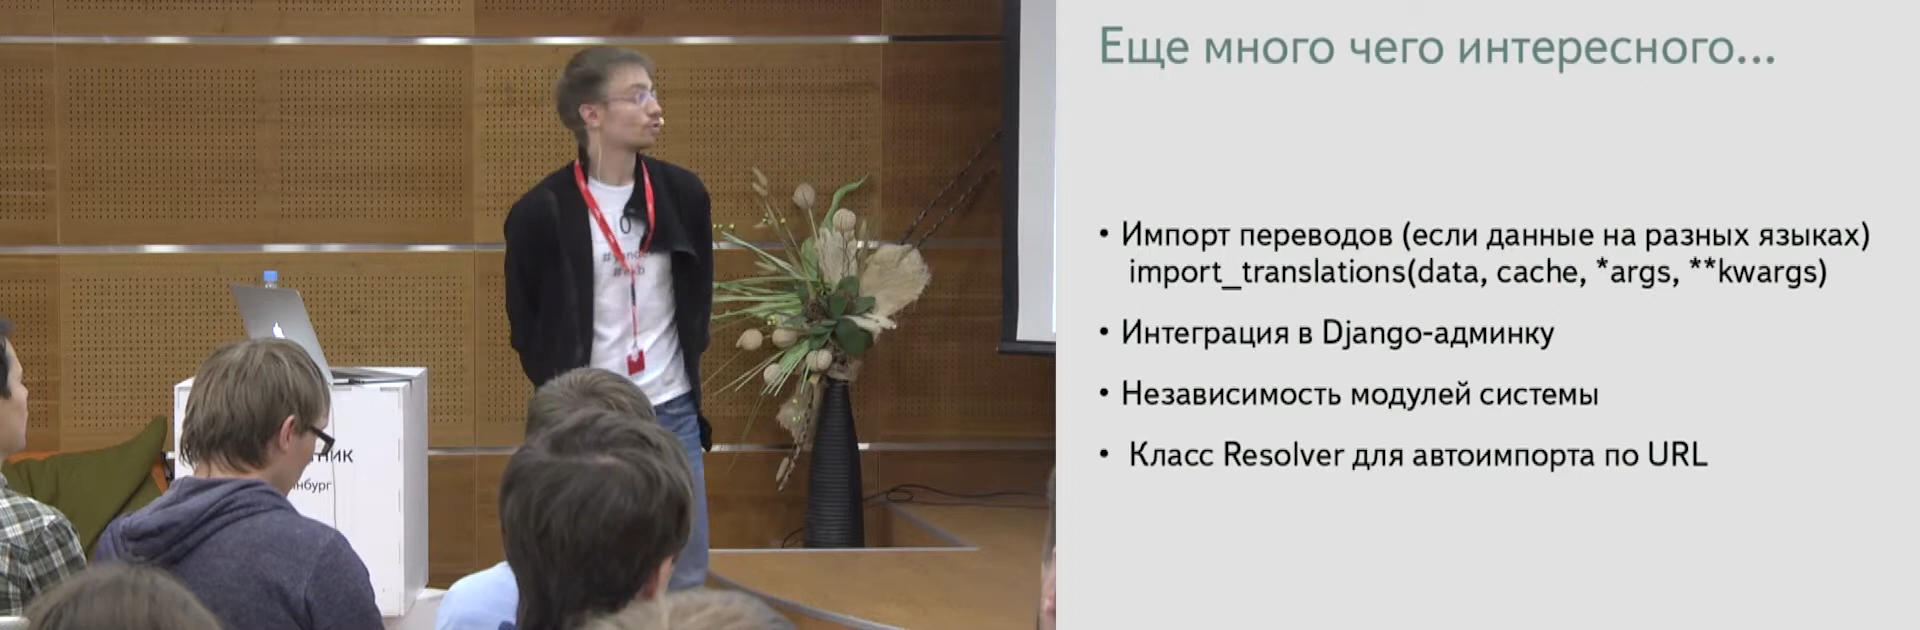 Еще много чего интересного...
• Импорт переводов (если данные на разных языках)
import_translations(data, cache, *args, **kwargs)
• Интеграция в Django-админку
• Независимость модулей системы
• Класс Resolver для автоимпорта по URL